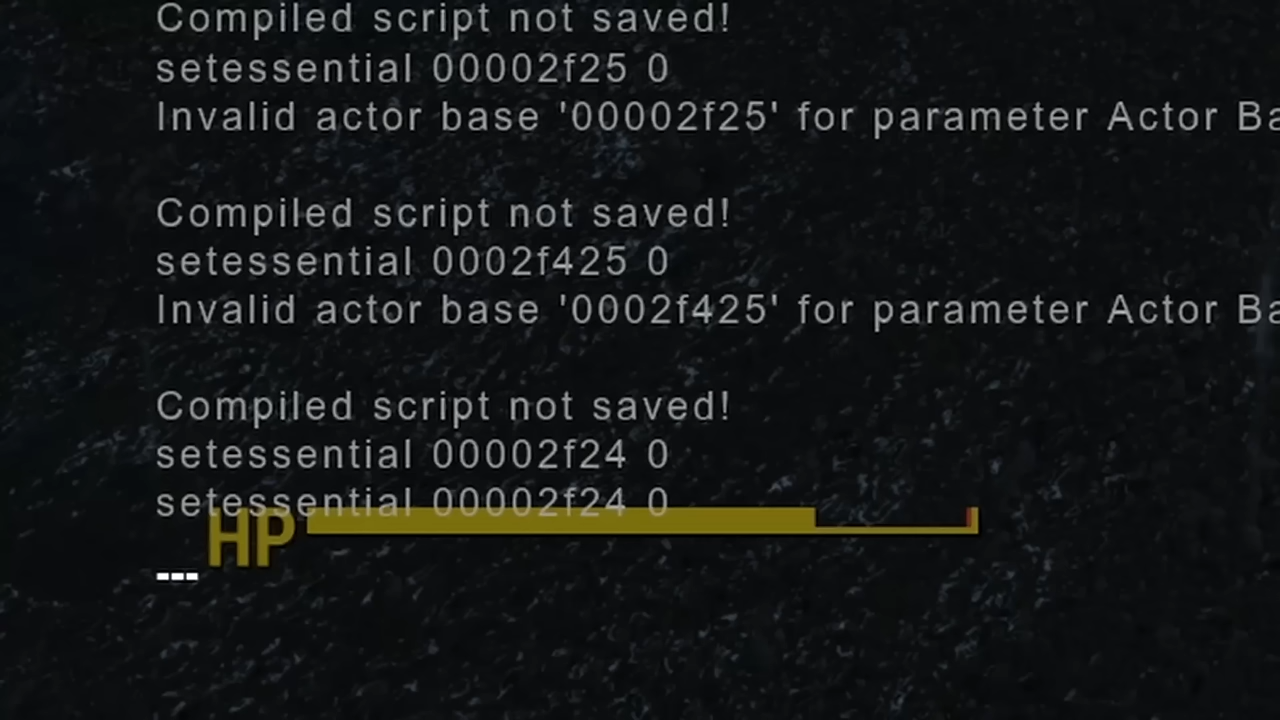 Compiled script not saved!
setessential 00002f25 0
Invalid actor base '00002f25' for parameter Actor Ba
Compiled script not saved!
setessential 0002f425 0
Invalid actor base '0002f425' for parameter Actor Ba
Compiled script not saved!
setessential 00002f24 0
setessential 00002f24 0
HP